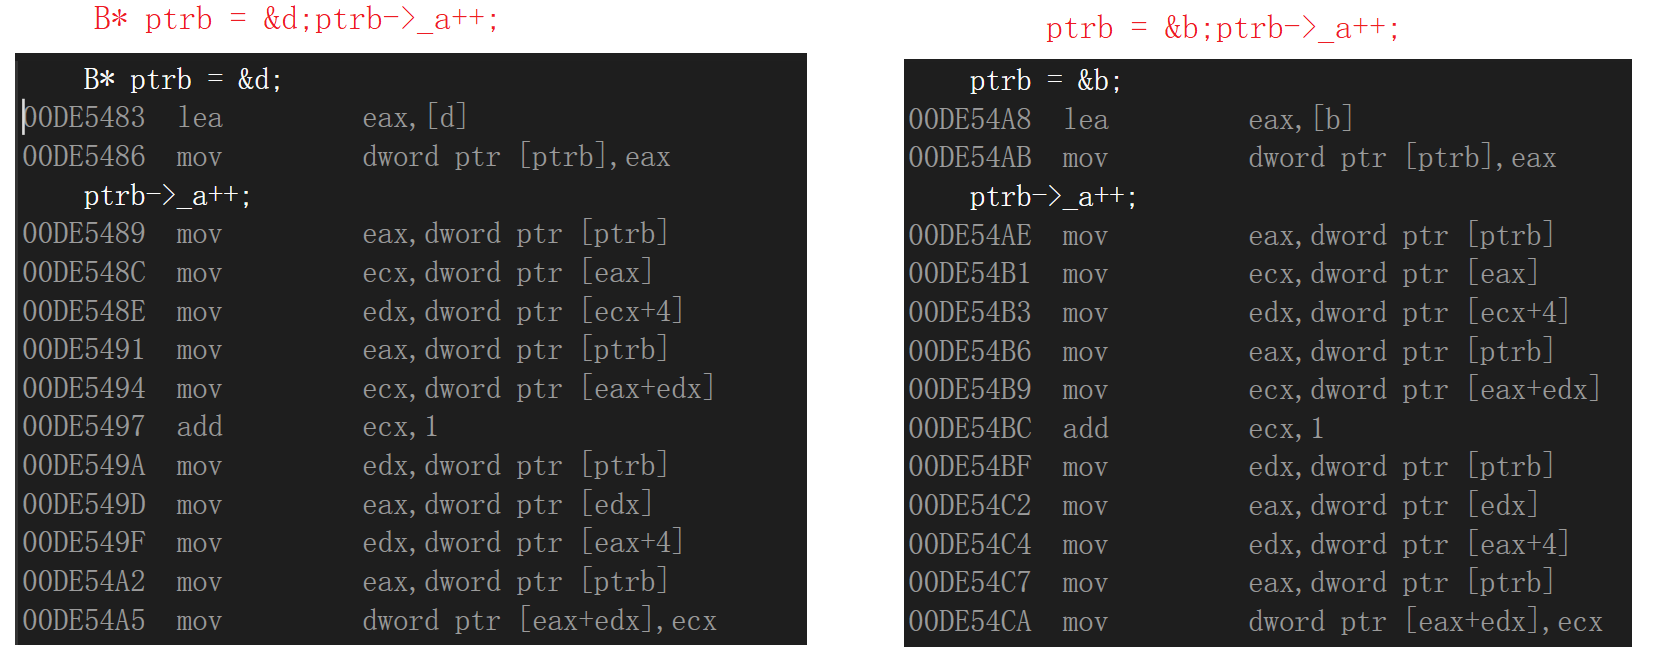 B* ptrb = &d;ptrb->_a++;
B* ptrb = &d;
00DE5483 lea eax,[d]
00DE5486 mov dword ptr [ptrb],eax
ptrb->_a++;
00DE5489 mov eax,dword ptr [ptrb]
00DE548C mov ecx,dword ptr [eax]
00DE548E mov edx,dword ptr [ecx+4]
00DE5491 mov eax,dword ptr [ptrb]
00DE5494 mov ecx,dword ptr [eax+edx]
00DE5497 add ecx,1
00DE549A mov edx,dword ptr [ptrb]
00DE549D mov eax,dword ptr [edx]
00DE549F mov edx,dword ptr [eax+4]
00DE54A2 mov eax,dword ptr [ptrb]
00DE54A5 mov dword ptr [eax+edx],ecx
ptrb = &b;ptrb->_a++;
ptrb = &b;
00DE54A8 lea eax,[b]
00DE54AB mov dword ptr [ptrb],eax
ptrb->_a++;
00DE54AE mov eax,dword ptr [ptrb]
00DE54B1 mov ecx,dword ptr [eax]
00DE54B3 mov edx,dword ptr [ecx+4]
00DE54B6 mov eax,dword ptr [ptrb]
00DE54B9 mov ecx,dword ptr [eax+edx]
00DE54BC add ecx,1
00DE54BF mov edx,dword ptr [ptrb]
00DE54C2 mov eax,dword ptr [edx]
00DE54C4 mov edx,dword ptr [eax+4]
00DE54C7 mov eax,dword ptr [ptrb]
00DE54CA mov dword ptr [eax+edx],ecx